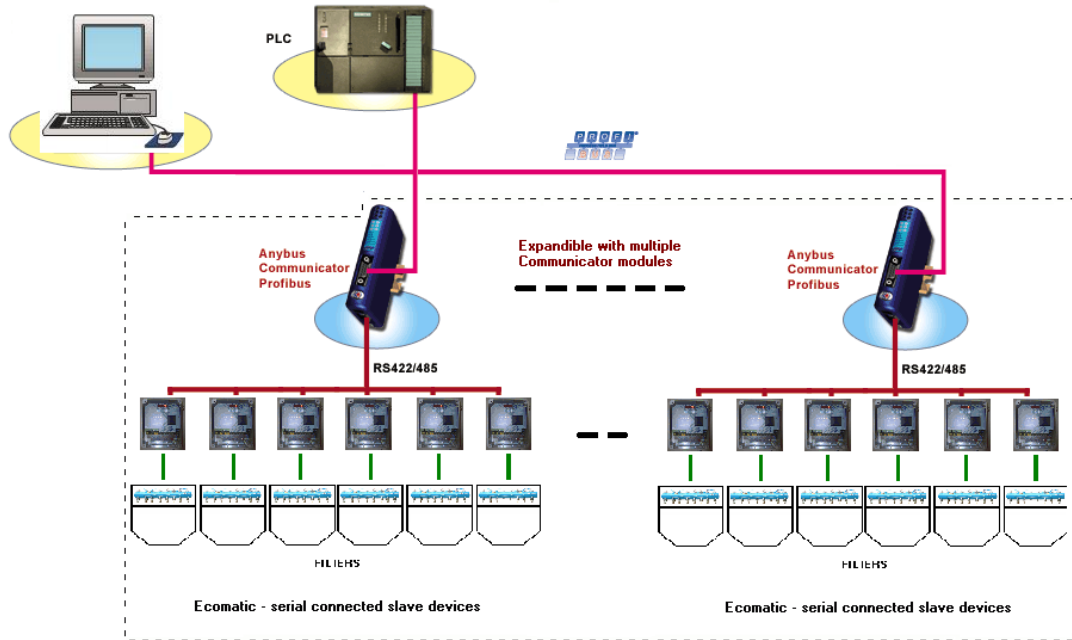 PLC
PROFI
Anybus
Communicator
Profibus
Expandible with multiple
Communicator modules
Anybus
Communicator
Profibus
RS422/485
RS422/485
FILTERS
FILTERS
Ecomatic - serial connected slave devices
Ecomatic - serial connected slave devices